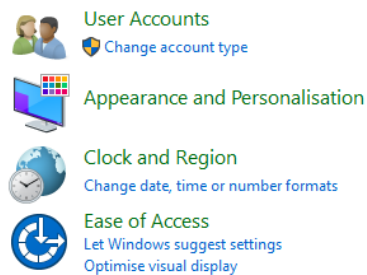 User Accounts
Change account type
Appearance and Personalisation
Clock and Region
Change date, time or number formats
Ease of Access
Let Windows suggest settings
Optimise visual display